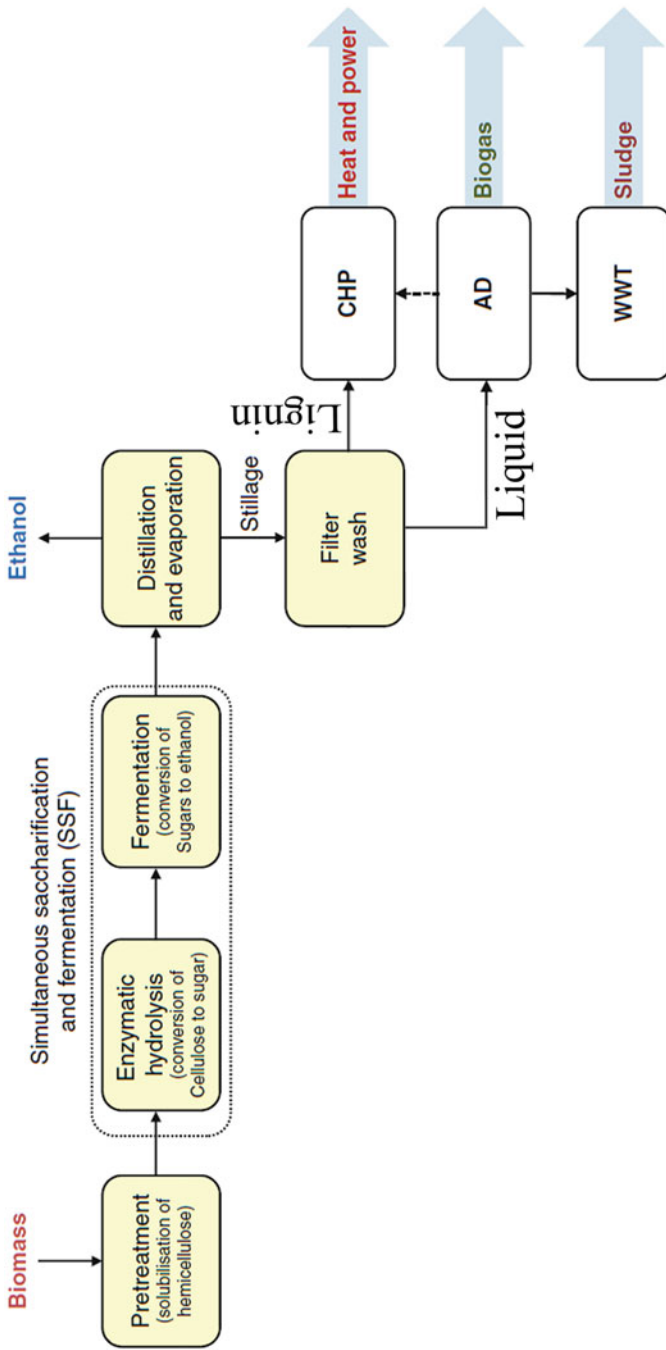 Biomass
Pretreatment
(solubilisation of
hemicellulose)
Simultaneous saccharification
and fermentation (SSF)
Enzymatic
hydrolysis
(conversion of
Cellulose to sugar)
Fermentation
(conversion of
Sugars to ethanol)
Ethanol
Distillation
and evaporation
Stillage
Filter
wash
Lignin
Liquid
CHP
Heat and power
AD
Biogas
WWT
Sludge